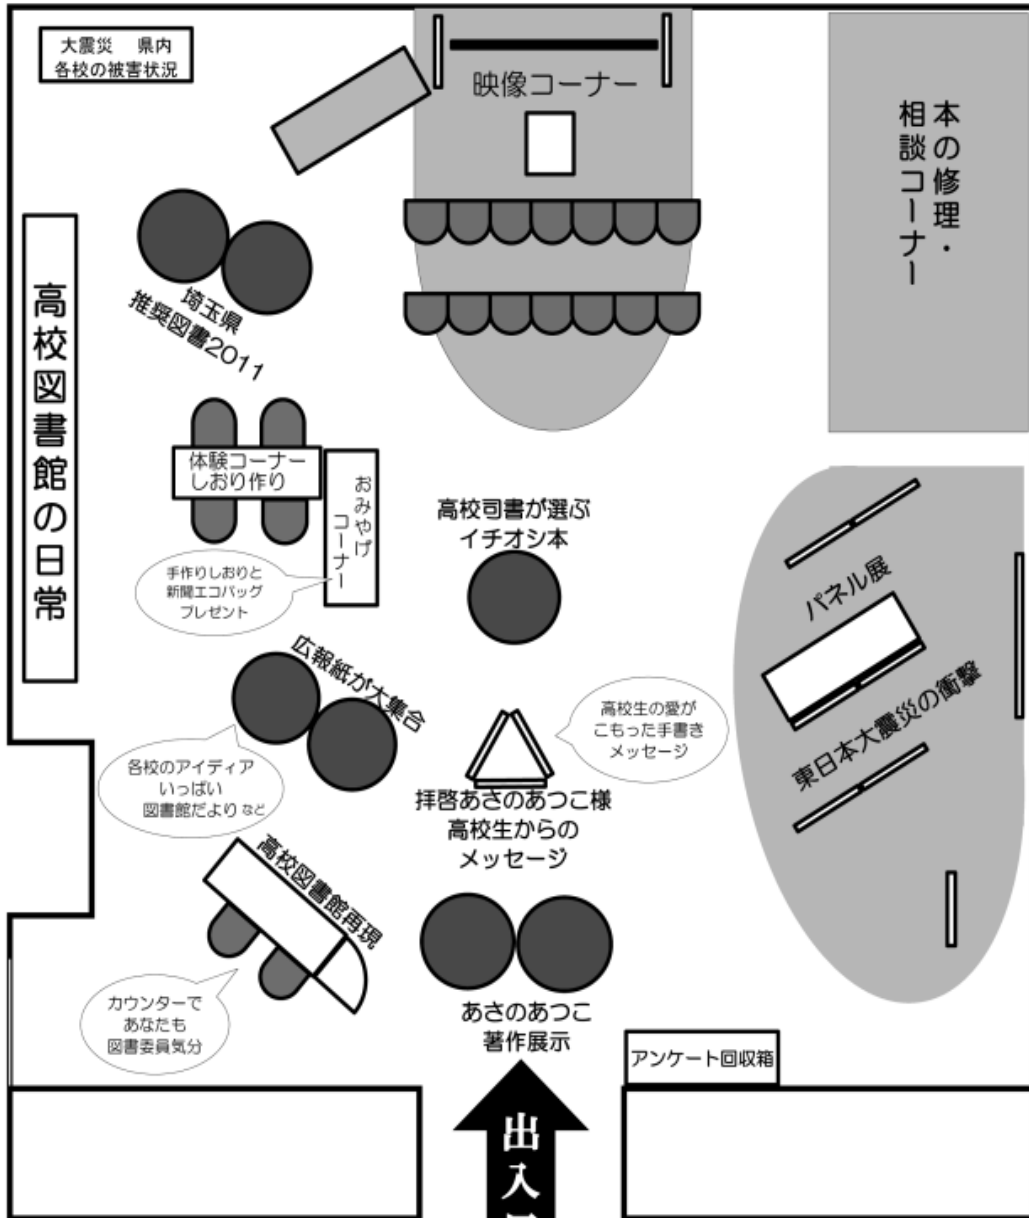 大震災 県内
各校の被害状況
映像コーナー
本の修理・
相談コーナー
高校図書館の日常
埼玉県
推奨図書2011
体験コーナー
しおり作り
おみやげ
コーナー
手作りしおりと
新聞エコバッグ
プレゼント
高校司書が選ぶ
イチオシ本
パネル展
東日本大震災の衝撃
広報紙が大集合
各校のアイディア
いっぱい
図書館だよりなど
高校生の愛が
こもった手書き
メッセージ
拝啓あさのあつこ様
高校生からの
メッセージ
高校図書館再現
カウンターで
あなたも
図書委員気分
あさのあつこ
著作展示
アンケート回収箱
出入